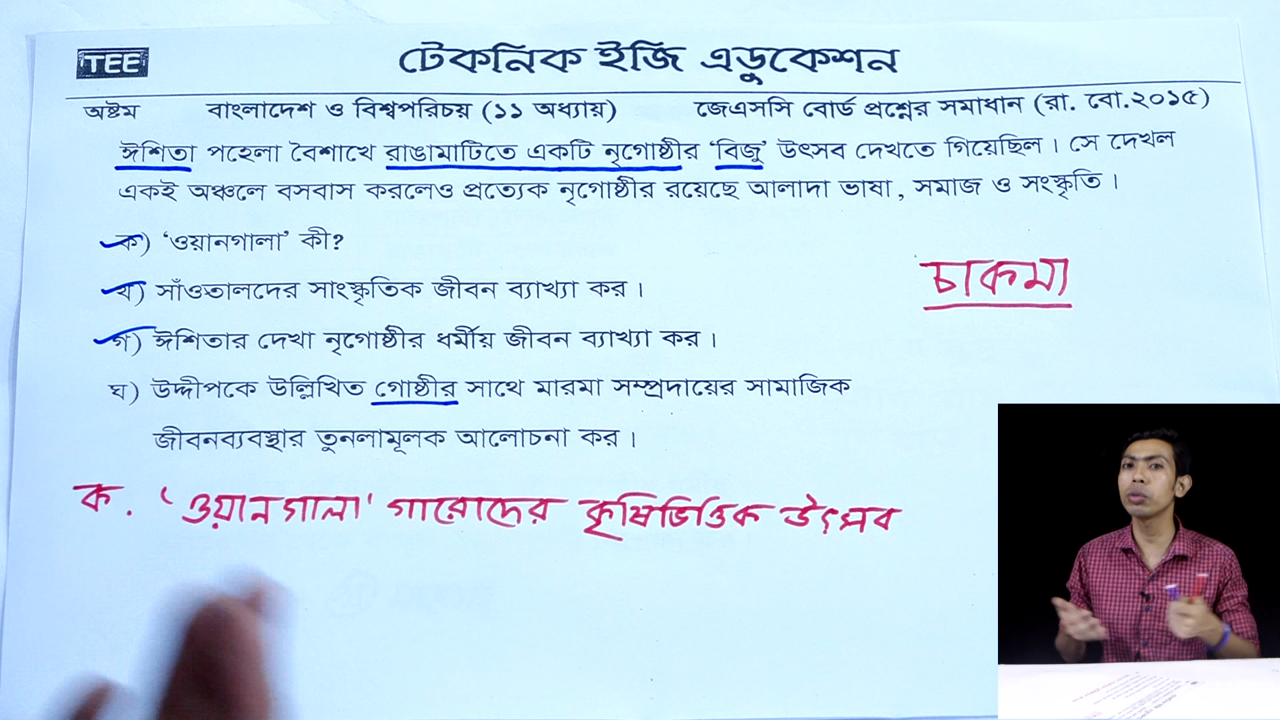 TEE
টেকনিক ইজি এডুকেশন
অষ্টম বাংলাদেশ ও বিশ্বপরিচয় (১১ অধ্যায়) জেএসসি বোর্ড প্রশ্নের সমাধান (রা. বো.২০১৫)
ঈশিতা পহেলা বৈশাখে রাঙামাটিতে একটি নৃগোষ্ঠীর ‘বিজু’ উৎসব দেখতে গিয়েছিল। সে দেখল
একই অঞ্চলে বসবাস করলেও প্রত্যেক নৃগোষ্ঠীর রয়েছে আলাদা ভাষা, সমাজ ও সংস্কৃতি।
ক) ‘ওয়ানগালা’ কী?
খ) সাঁওতালদের সাংস্কৃতিক জীবন ব্যাখ্যা কর।
চাকমা
গ) ঈশিতার দেখা নৃগোষ্ঠীর ধর্মীয় জীবন ব্যাখ্যা কর।
ঘ) উদ্দীপকে উল্লিখিত গোষ্ঠীর সাথে মারমা সম্প্রদায়ের সামাজিক
জীবনব্যবস্থার তুনলামূলক আলোচনা কর।
ক. ‘ওয়ানগালা’ গারোদের কৃষিভিত্তিক উৎসব